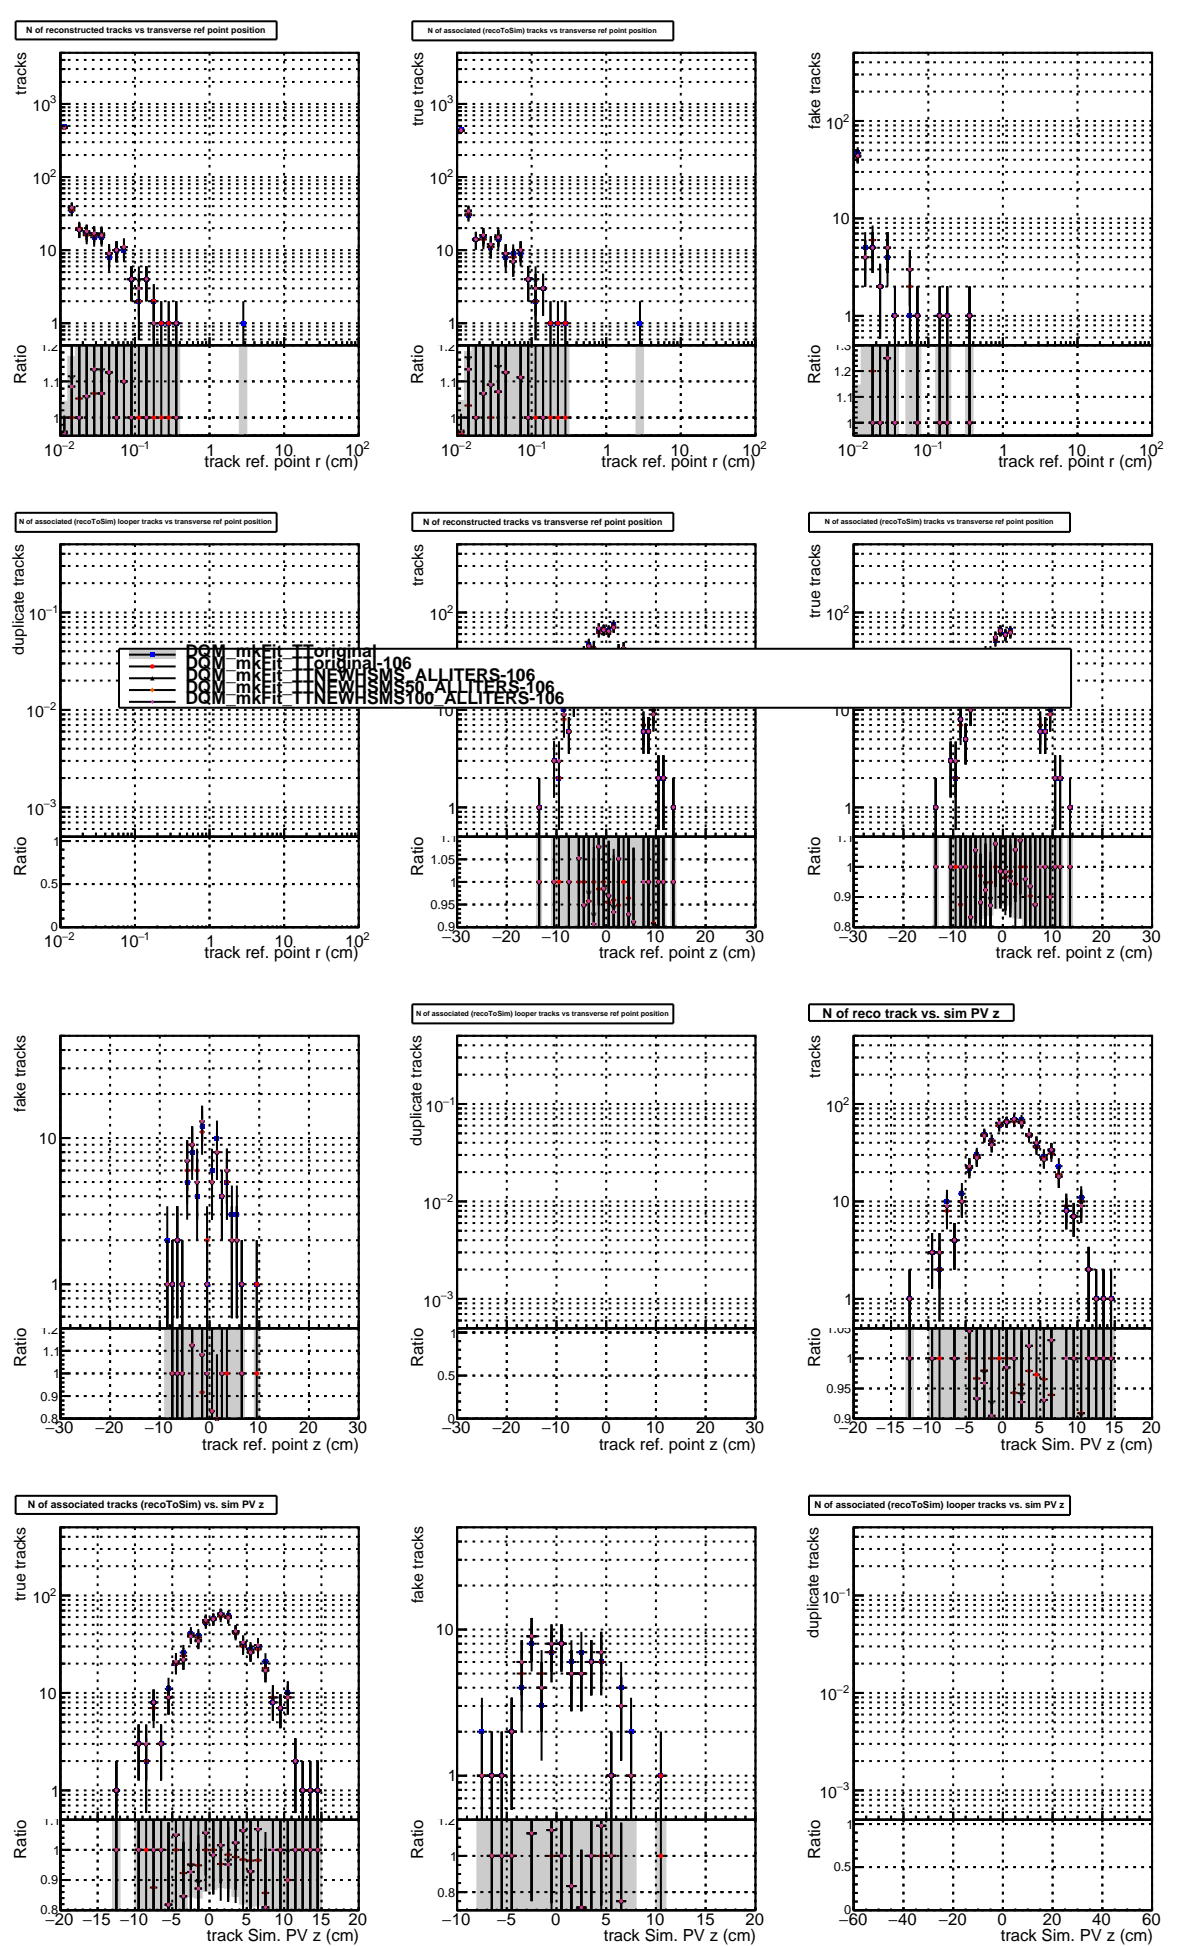 N of reconstructed tracks vs transverse ref point position
tracks
10³
10²
10
1
Ratio
1.2
1.1
1
10⁻² 10⁻¹ 1 10 10²
track ref. point r (cm)
N of associated (recoToSim) tracks vs transverse ref point position
true tracks
10³
10²
10
1
Ratio
1.2
1.1
1
10⁻² 10⁻¹ 1 10 10²
track ref. point r (cm)
fake tracks
10²
10
1
Ratio
1.3
1.2
1.1
1
10⁻² 10⁻¹ 1 10 10²
track ref. point r (cm)
N of associated (recoToSim) looper tracks vs transverse ref point position
duplicate tracks
10⁻¹
10⁻²
10⁻³
Ratio
1
0.5
0
10⁻² 10⁻¹ 1 10 10²
track ref. point r (cm)
N of reconstructed tracks vs transverse ref point position
tracks
10²
10
1
Ratio
1.1
1.05
1
0.95
0.9
−30 −20 −10 0 10 20 30
track ref. point z (cm)
N of associated (recoToSim) tracks vs transverse ref point position
true tracks
10²
10
1
Ratio
1.1
1
0.9
0.8
−30 −20 −10 0 10 20 30
track ref. point z (cm)
DQM_mkFit_TToriginal
DQM_mkFit_TToriginal-106
DQM_mkFit_TTNEWHSMS_ALLITERS-106
DQM_mkFit_TTNEWHSMS50_ALLITERS-106
DQM_mkFit_TTNEWHSMS100_ALLITERS-106
fake tracks
10
1
Ratio
1.2
1.1
1
0.9
0.8
−30 −20 −10 0 10 20 30
track ref. point z (cm)
N of associated (recoToSim) looper tracks vs transverse ref point position
duplicate tracks
10⁻¹
10⁻²
10⁻³
Ratio
1
0.5
0
−30 −20 −10 0 10 20 30
track ref. point z (cm)
N of reco track vs. sim PV z
tracks
10²
10
1
Ratio
1.05
1
0.95
0.9
−20 −15 −10 −5 0 5 10 15 20
track Sim. PV z (cm)
N of associated tracks (recoToSim) vs. sim PV z
true tracks
10²
10
1
Ratio
1.1
1
0.9
0.8
−20 −15 −10 −5 0 5 10 15 20
track Sim. PV z (cm)
fake tracks
10
1
Ratio
1.2
1
0.8
−10 −5 0 5 10 15 20
track Sim. PV z (cm)
N of associated (recoToSim) looper tracks vs. sim PV z
duplicate tracks
10⁻¹
10⁻²
10⁻³
Ratio
1
0.5
0
−60 −40 −20 0 20 40 60
track Sim. PV z (cm)